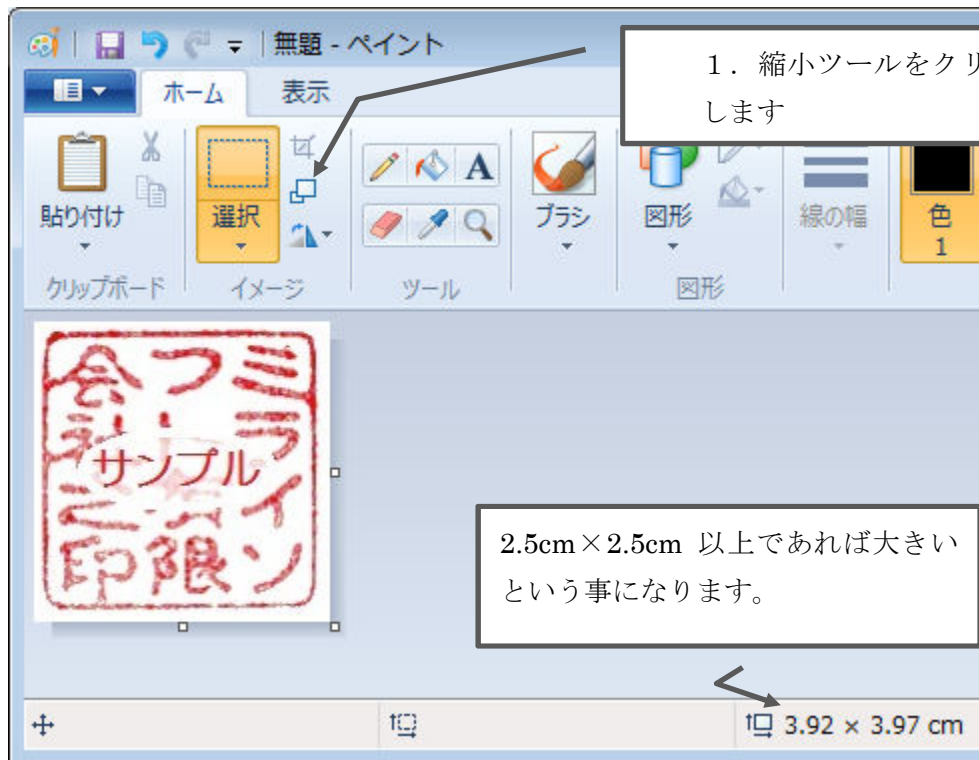 無題 - ペイント
ホーム 表示
1．縮小ツールをクリ
します
貼り付け
選択
A
ブラシ
図形
線の幅
色
1
クリップボード
イメージ
ツール
図形
サンプル
2.5cm×2.5cm 以上であれば大きい
という事になります。
3.92 × 3.97 cm